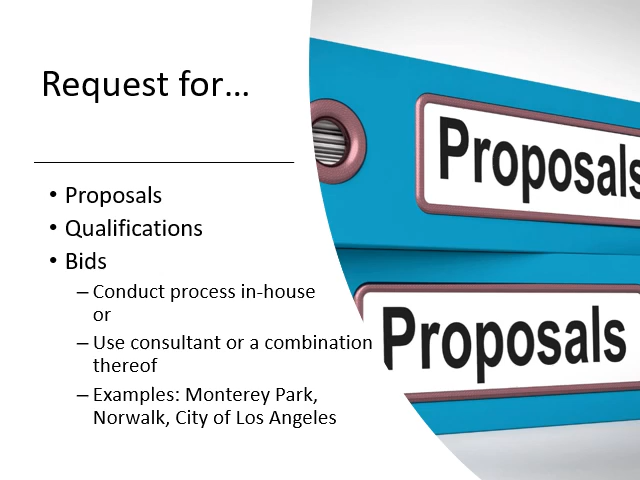 Request for…
• Proposals
• Qualifications
• Bids
– Conduct process in-house
or
– Use consultant or a combination
thereof
– Examples: Monterey Park,
Norwalk, City of Los Angeles
Proposals
Proposals